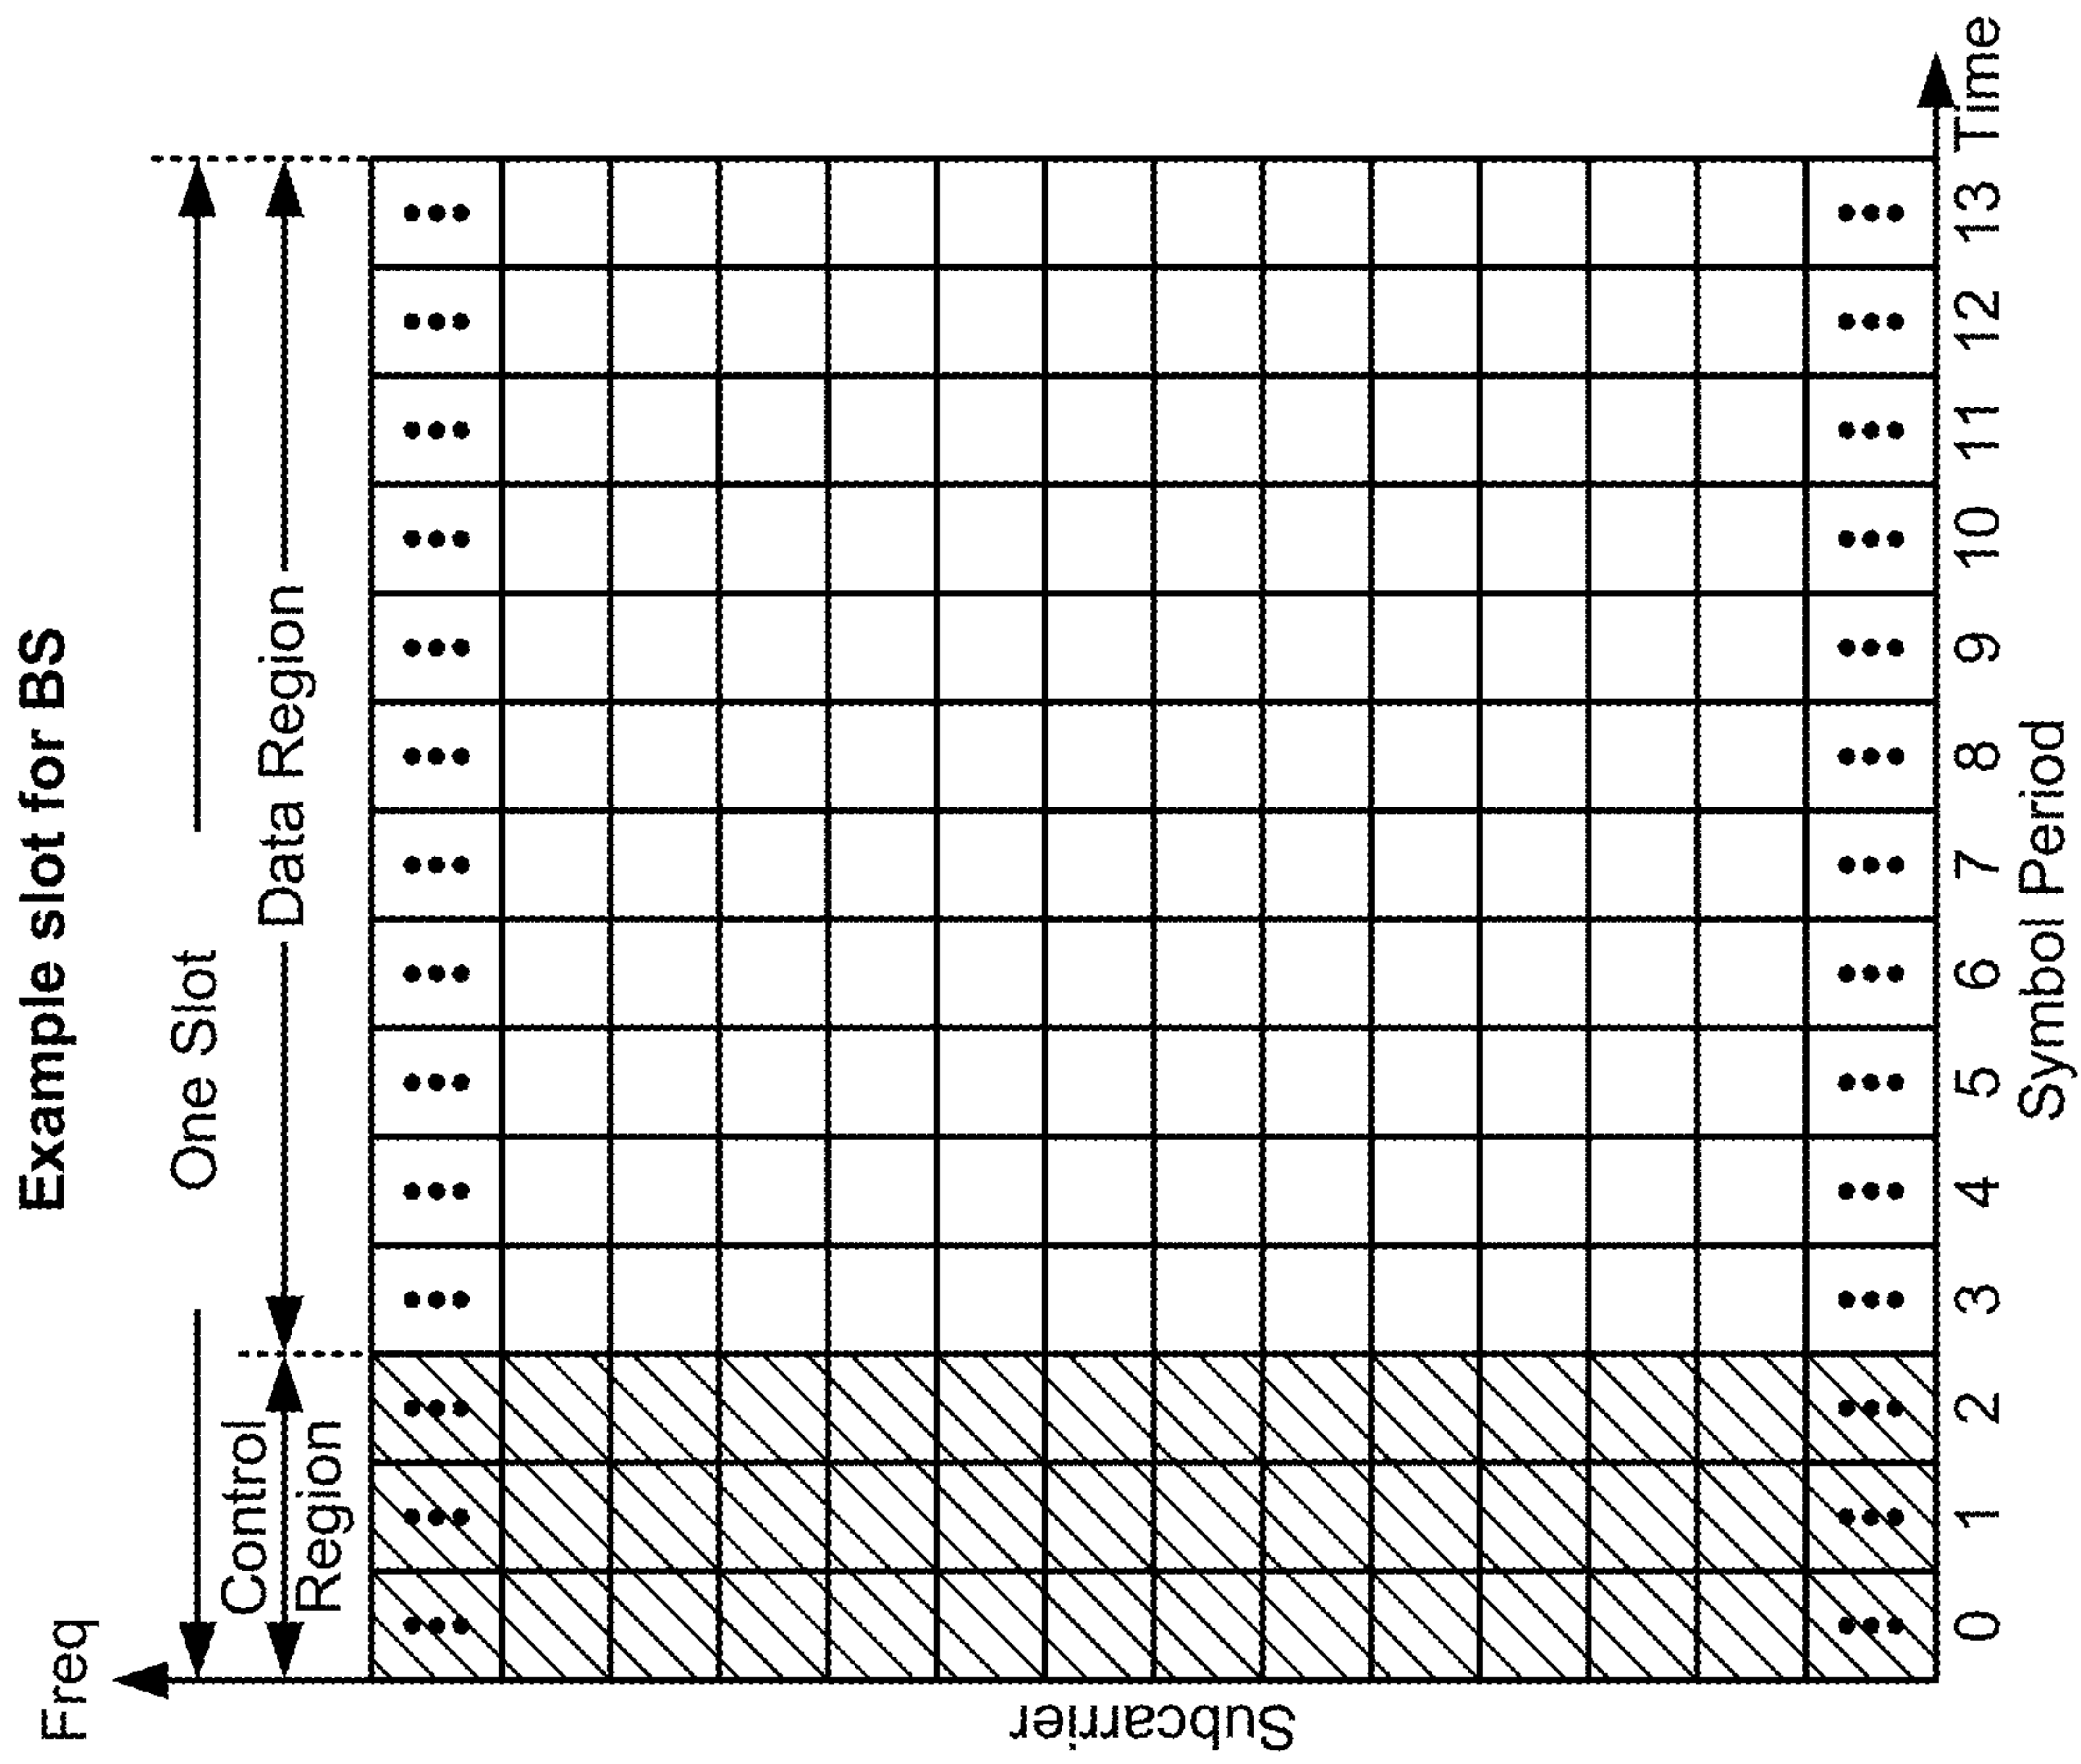 Example slot for BS
Freq
One Slot
Control
Region
Data Region
Subcarrier
0 1 2 3 4 5 6 7 8 9 10 11 12 13
Time
Symbol Period